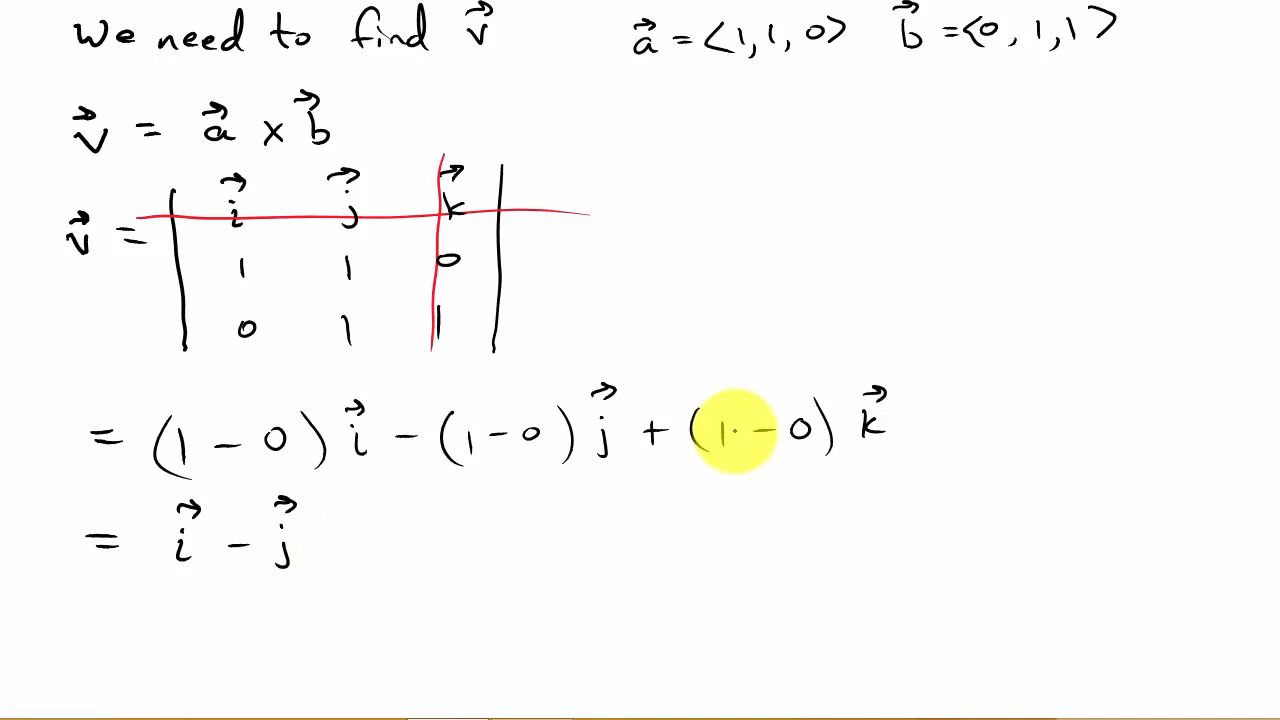 we need to find v⃗ a⃗ = <1, 1, 0> b⃗ = <0, 1, 1>
v⃗ = a⃗ × b⃗
v⃗ = | i⃗ j⃗ k⃗ |
1 1 0
0 1 1
= (1 - 0) i⃗ - (1 - 0) j⃗ + (1 · - 0) k⃗
= i⃗ - j⃗